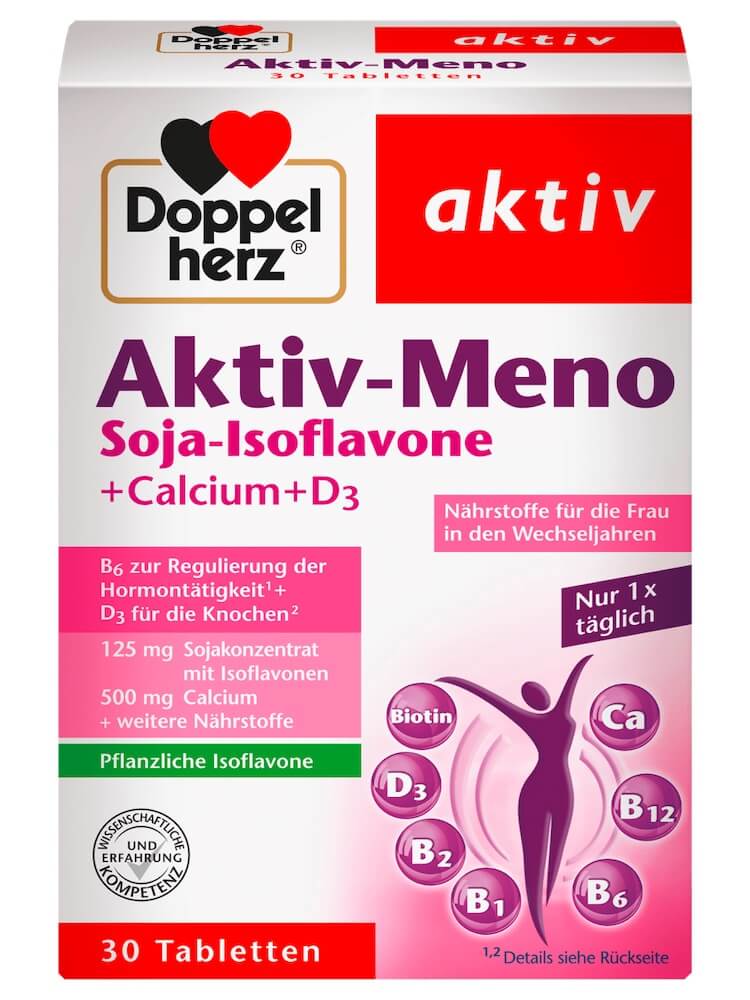 Doppel
herz®
aktiv
Aktiv-Meno
30 Tabletten
Doppel
herz®
aktiv
Aktiv-Meno
Soja-Isoflavone
+Calcium+D3
Nährstoffe für die Frau
in den Wechseljahren
B6 zur Regulierung der
Hormontätigkeit¹+
D3 für die Knochen²
125 mg Sojakonzentrat
mit Isoflavonen
500 mg Calcium
+ weitere Nährstoffe
Pflanzliche Isoflavone
Nur 1x
täglich
Biotin
Ca
D3
B12
B2
B1
B6
WISSENSCHAFTLICHE
UND
ERFAHRUNG
KOMPETENZ
30 Tabletten
1,2 Details siehe Rückseite